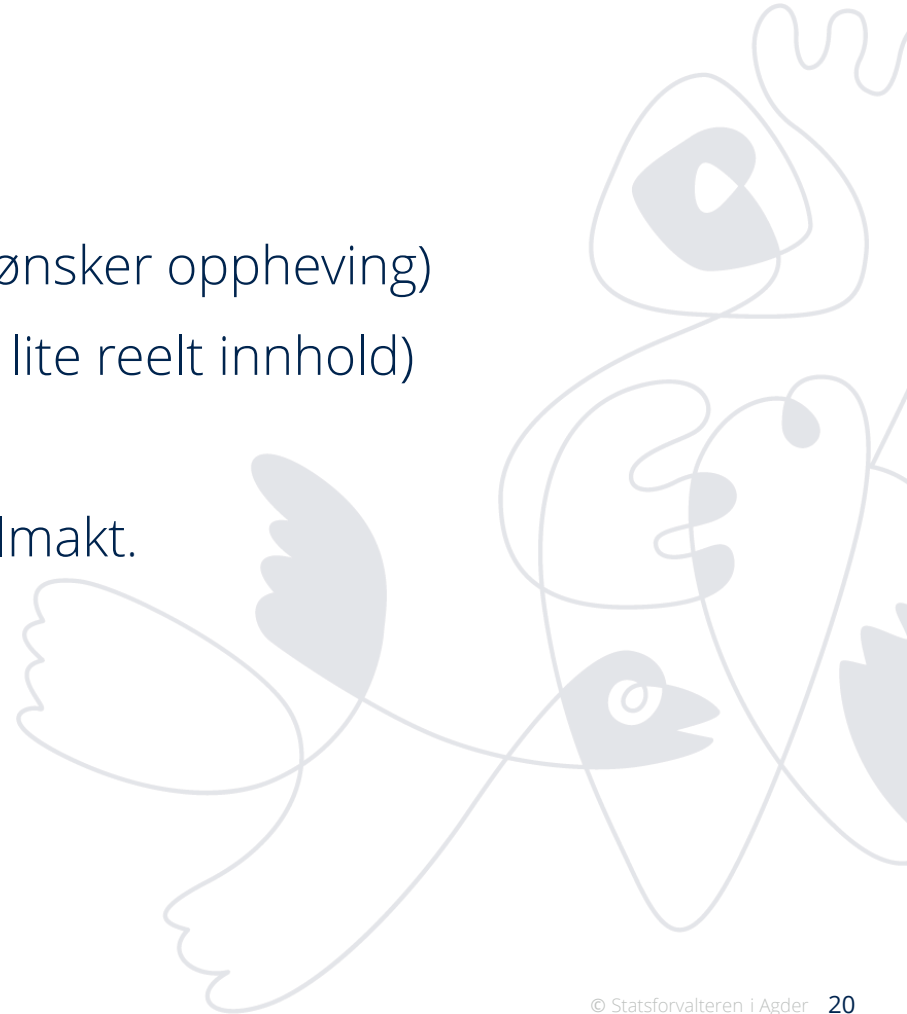 ønsker oppheving)
lite reelt innhold)
lmakt.
© Statsforvalteren i Agder 20